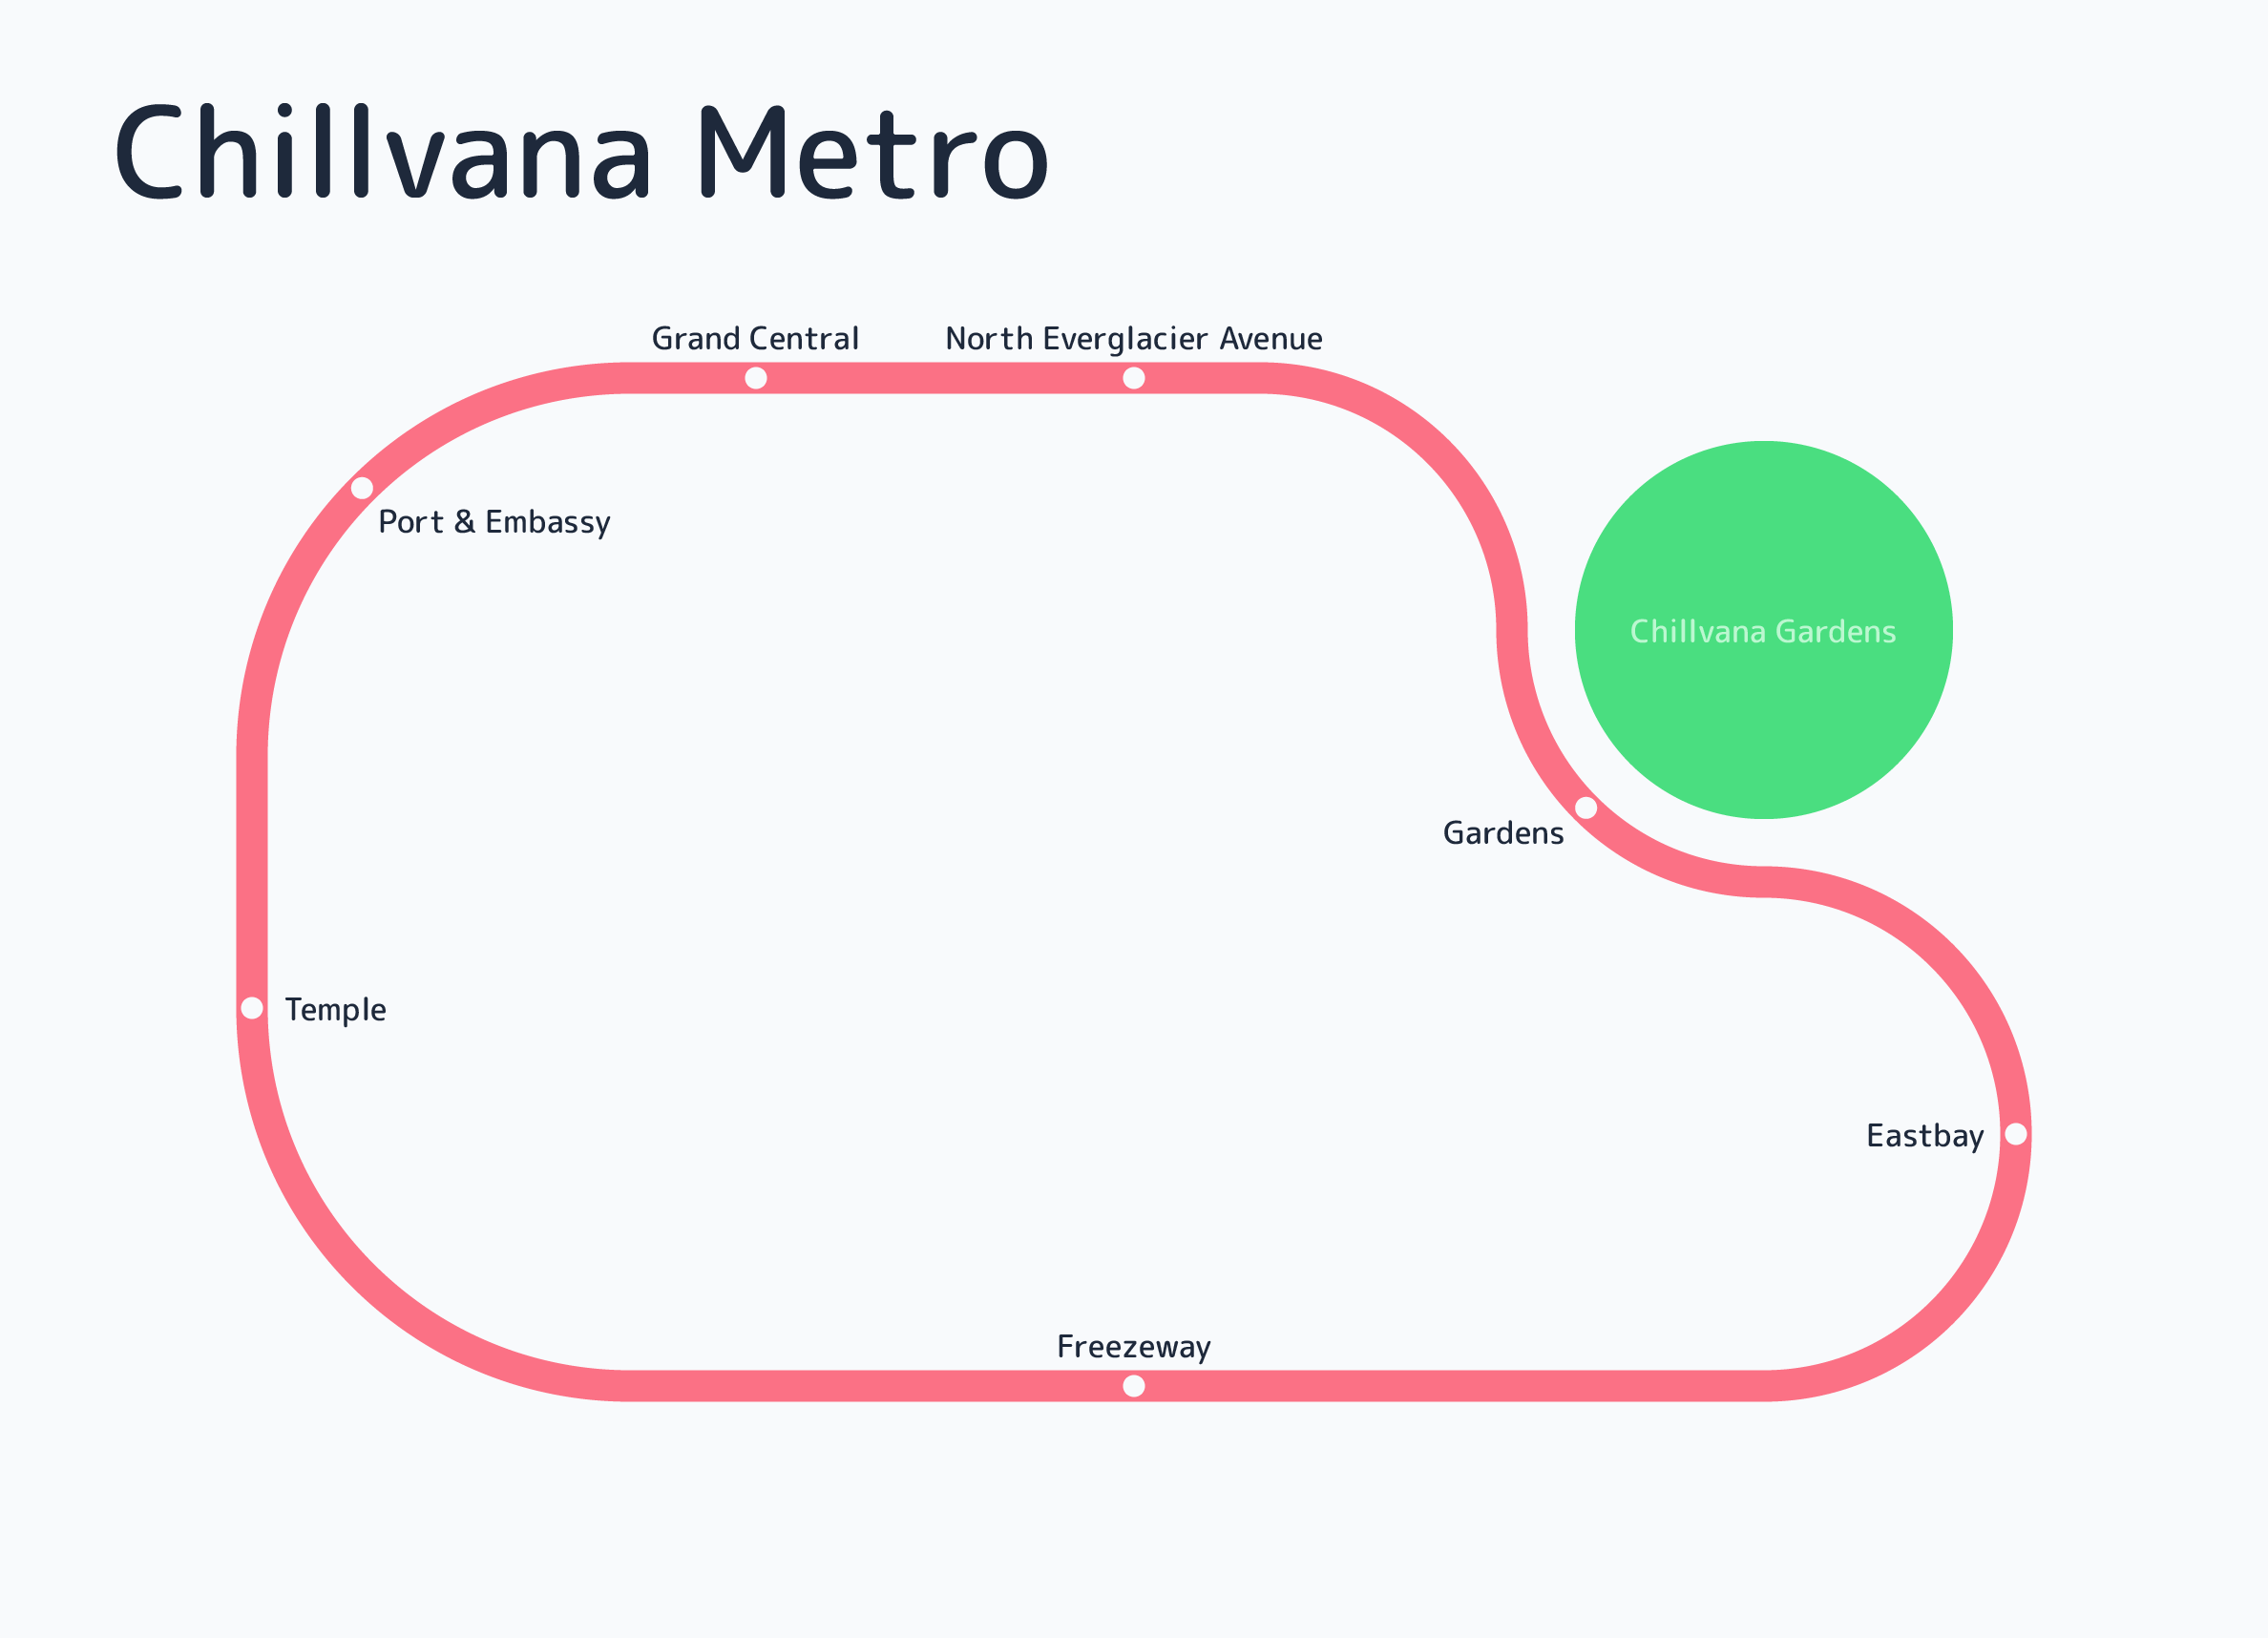 Chillvana Metro
Grand Central
North Everglacier Avenue
Port & Embassy
Chillvana Gardens
Gardens
Temple
Eastbay
Freezeway